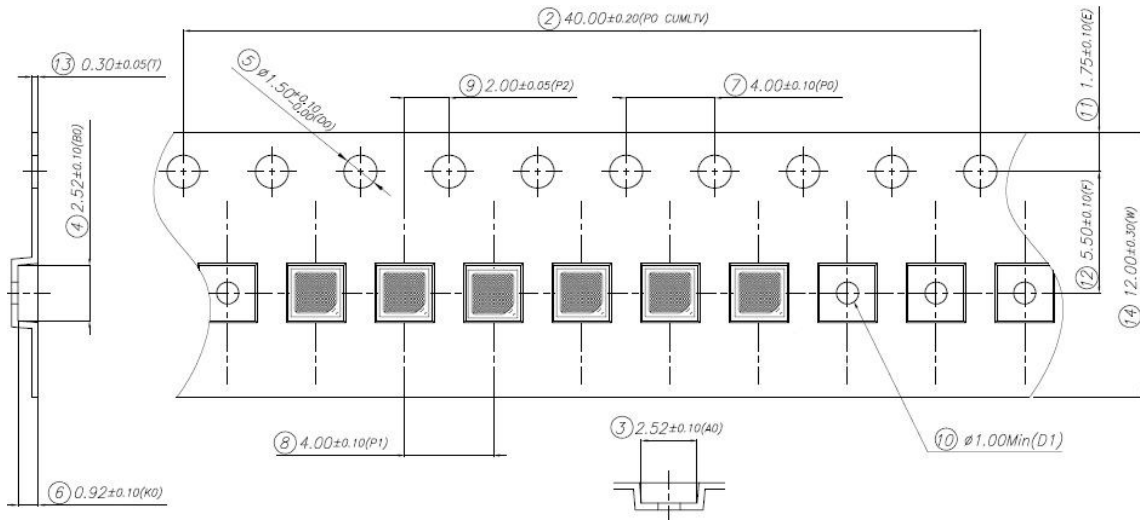 ② 40.00±0.20(P0 CUMLTV)
⑬ 0.30±0.05(T)
⑤ ø1.50+0.10-0.00(D0)
⑨ 2.00±0.05(P2)
⑦ 4.00±0.10(P0)
⑪ 1.75±0.10(E)
④ 2.52±0.10(B0)
⑫ 5.50±0.10(F)
⑭ 12.00±0.30(W)
③ 2.52±0.10(A0)
⑧ 4.00±0.10(P1)
⑩ ø1.00Min(D1)
⑥ 0.92±0.10(K0)